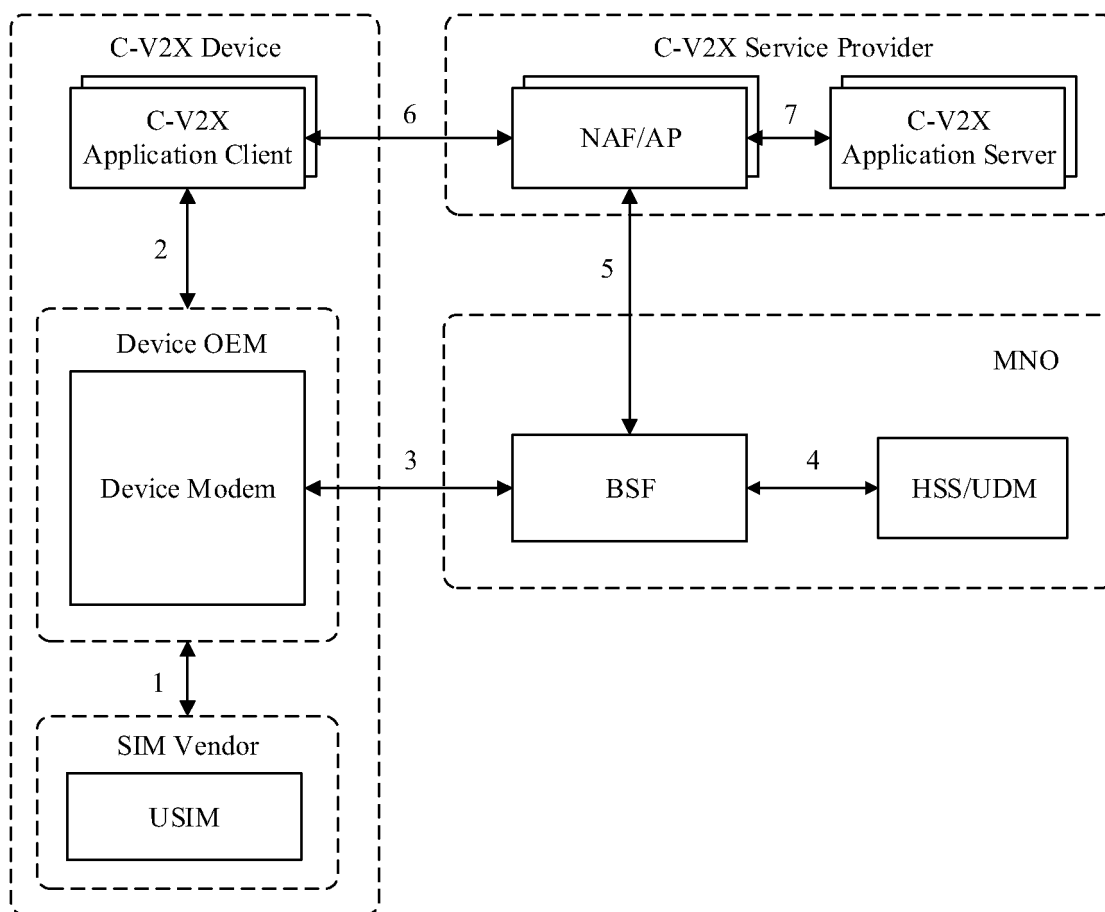 C-V2X Device
C-V2X Service Provider
C-V2X
Application Client
6
NAF/AP
7
C-V2X
Application Server
2
5
Device OEM
MNO
Device Modem
3
BSF
4
HSS/UDM
1
SIM Vendor
USIM